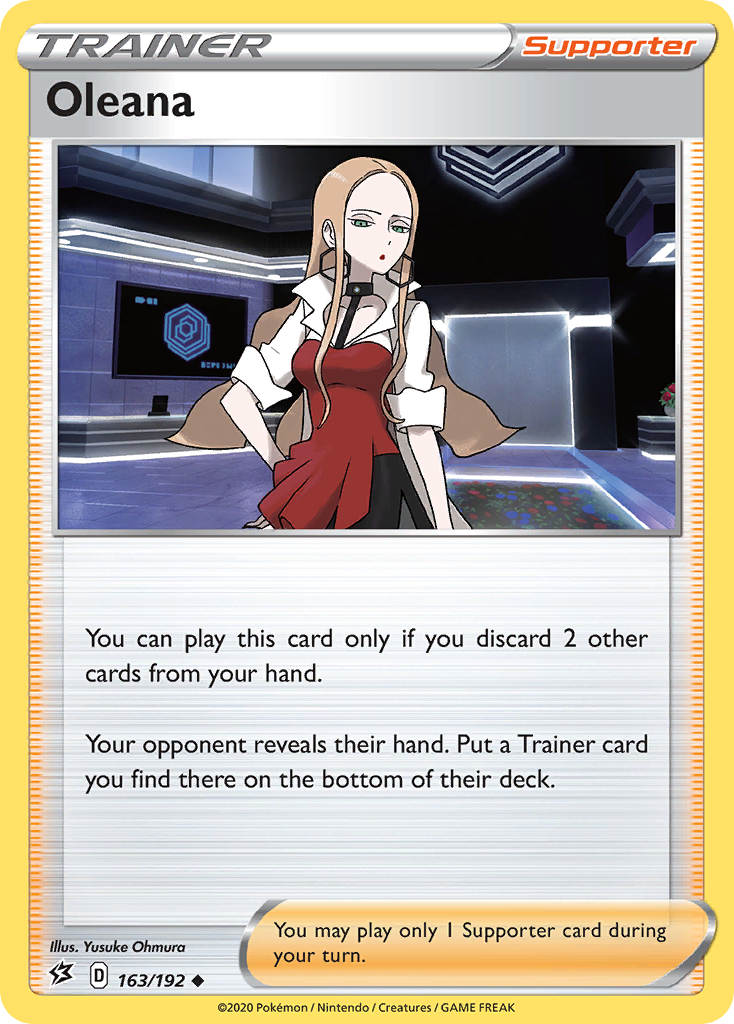 TRAINER
Supporter
Oleana
You can play this card only if you discard 2 other
cards from your hand.
Your opponent reveals their hand. Put a Trainer card
you find there on the bottom of their deck.
You may play only 1 Supporter card during
your turn.
Illus. Yusuke Ohmura
D 163/192
©2020 Pokémon / Nintendo / Creatures / GAME FREAK